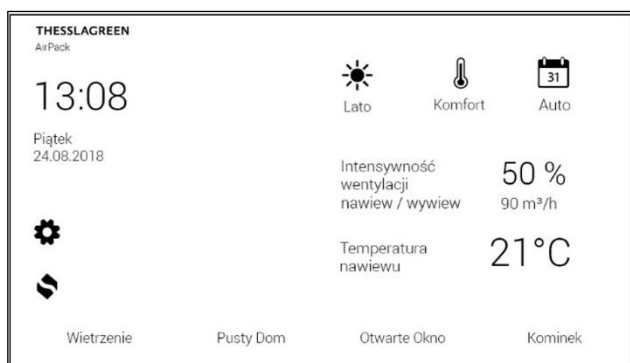 THESSLAGREEN
AirPack
13:08
Piątek
24.08.2018
31
Lato
Komfort
Auto
Intensywność
wentylacji
nawiew / wywiew
50 %
90 m³/h
Temperatura
nawiewu
21°C
Wietrzenie
Pusty Dom
Otwarte Okno
Kominek